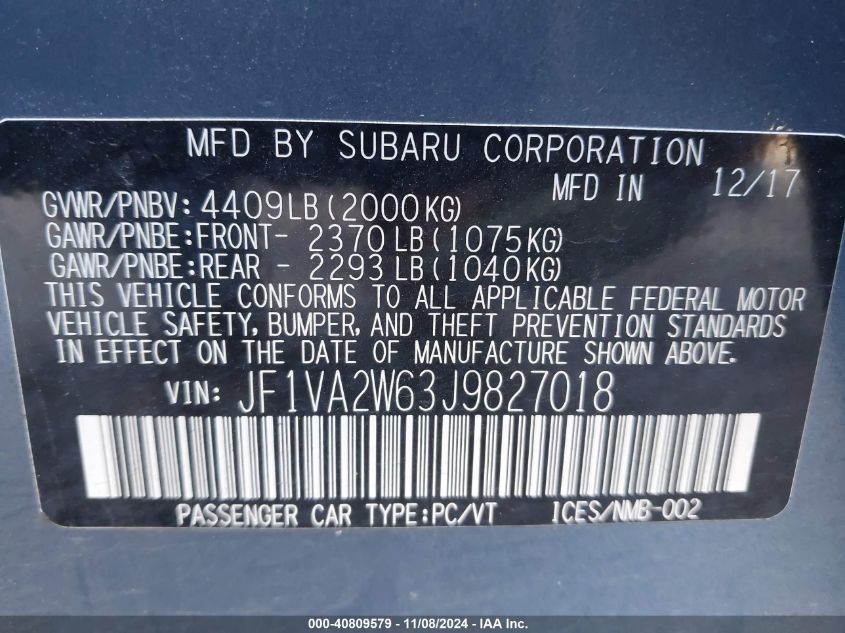 MFD BY SUBARU CORPORATION
MFD IN 12/17
GVWR/PNBV: 4409LB(2000KG)
GAWR/PNBE:FRONT- 2370LB(1075KG)
GAWR/PNBE:REAR - 2293LB(1040KG)
THIS VEHICLE CONFORMS TO ALL APPLICABLE FEDERAL MOTOR
VEHICLE SAFETY, BUMPER, AND THEFT PREVENTION STANDARDS
IN EFFECT ON THE DATE OF MANUFACTURE SHOWN ABOVE.
VIN: JF1VA2W63J9827018
PASSENGER CAR TYPE:PC/VT ICES/NMB-002
000-40809579 - 11/08/2024 - IAA Inc.